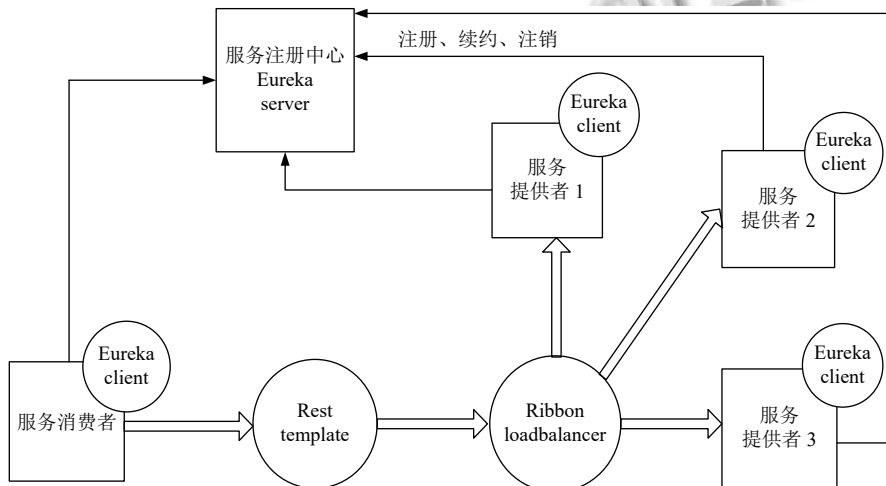 服务注册中心
Eureka
server
注册、续约、注销
Eureka
client
服务
提供者 1
Eureka
client
服务
提供者 2
Eureka
client
服务消费者
Rest
template
Ribbon
loadbalancer
Eureka
client
服务
提供者 3